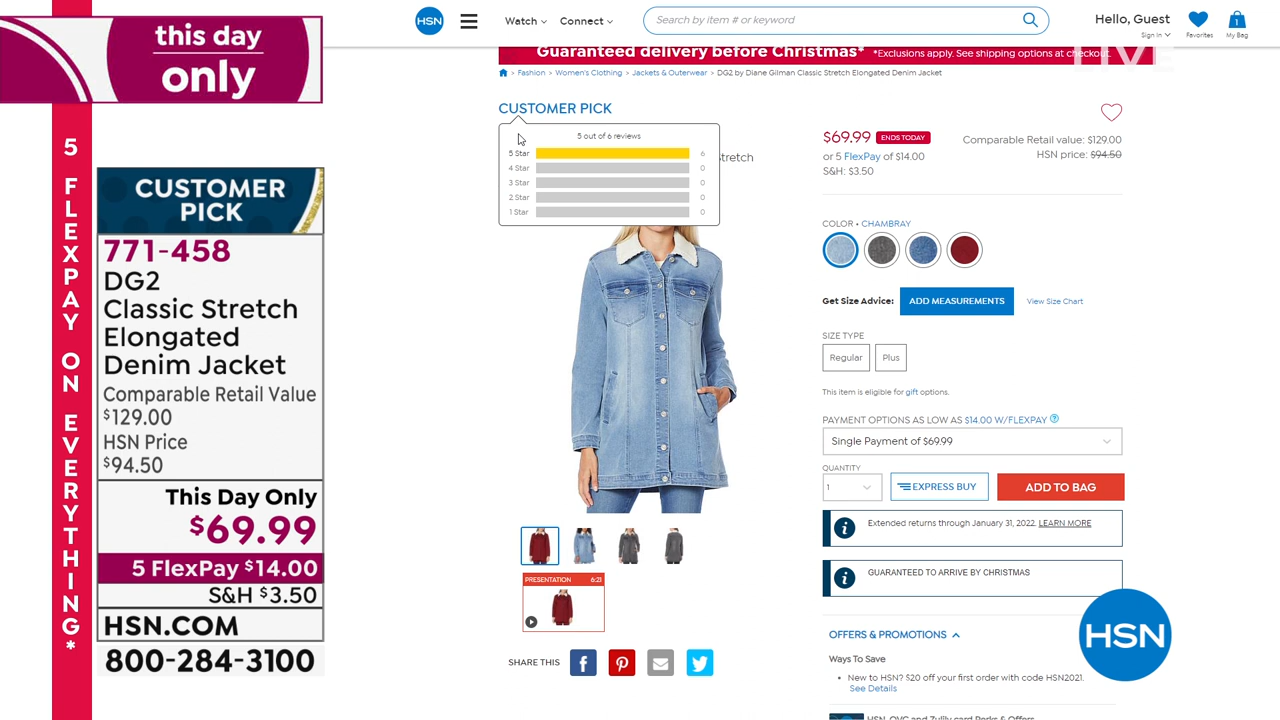 this day
only
5
FLEXPAY
ON
EVERYTHING*
CUSTOMER
PICK
771-458
DG2
Classic Stretch
Elongated
Denim Jacket
Comparable Retail Value
$129.00
HSN Price
$94.50
This Day Only
$69.99
5 FlexPay $14.00
S&H $3.50
HSN.COM
800-284-3100
HSN
Watch
Connect
Search by item # or keyword
Hello, Guest
Sign In
Favorites
1
My Bag
Guaranteed delivery before Christmas* *Exclusions apply. See shipping options at checkout.
LIVE
> Fashion > Women's Clothing > Jackets & Outerwear > DG2 by Diane Gilman Classic Stretch Elongated Denim Jacket
CUSTOMER PICK
5 out of 6 reviews
5 Star 6
4 Star 0
3 Star 0
2 Star 0
1 Star 0
Stretch
$69.99 ENDS TODAY
or 5 FlexPay of $14.00
S&H: $3.50
Comparable Retail value: $129.00
HSN price: $94.50
COLOR • CHAMBRAY
Get Size Advice: ADD MEASUREMENTS View Size Chart
SIZE TYPE
Regular Plus
This item is eligible for gift options.
PAYMENT OPTIONS AS LOW AS $14.00 W/FLEXPAY ?
Single Payment of $69.99
QUANTITY
1 EXPRESS BUY ADD TO BAG
Extended returns through January 31, 2022. LEARN MORE
GUARANTEED TO ARRIVE BY CHRISTMAS
PRESENTATION 6:21
SHARE THIS
OFFERS & PROMOTIONS
Ways To Save
• New to HSN? $20 off your first order with code HSN2021.
See Details
HSN, QVC and Zulily card Perks & Offers
HSN